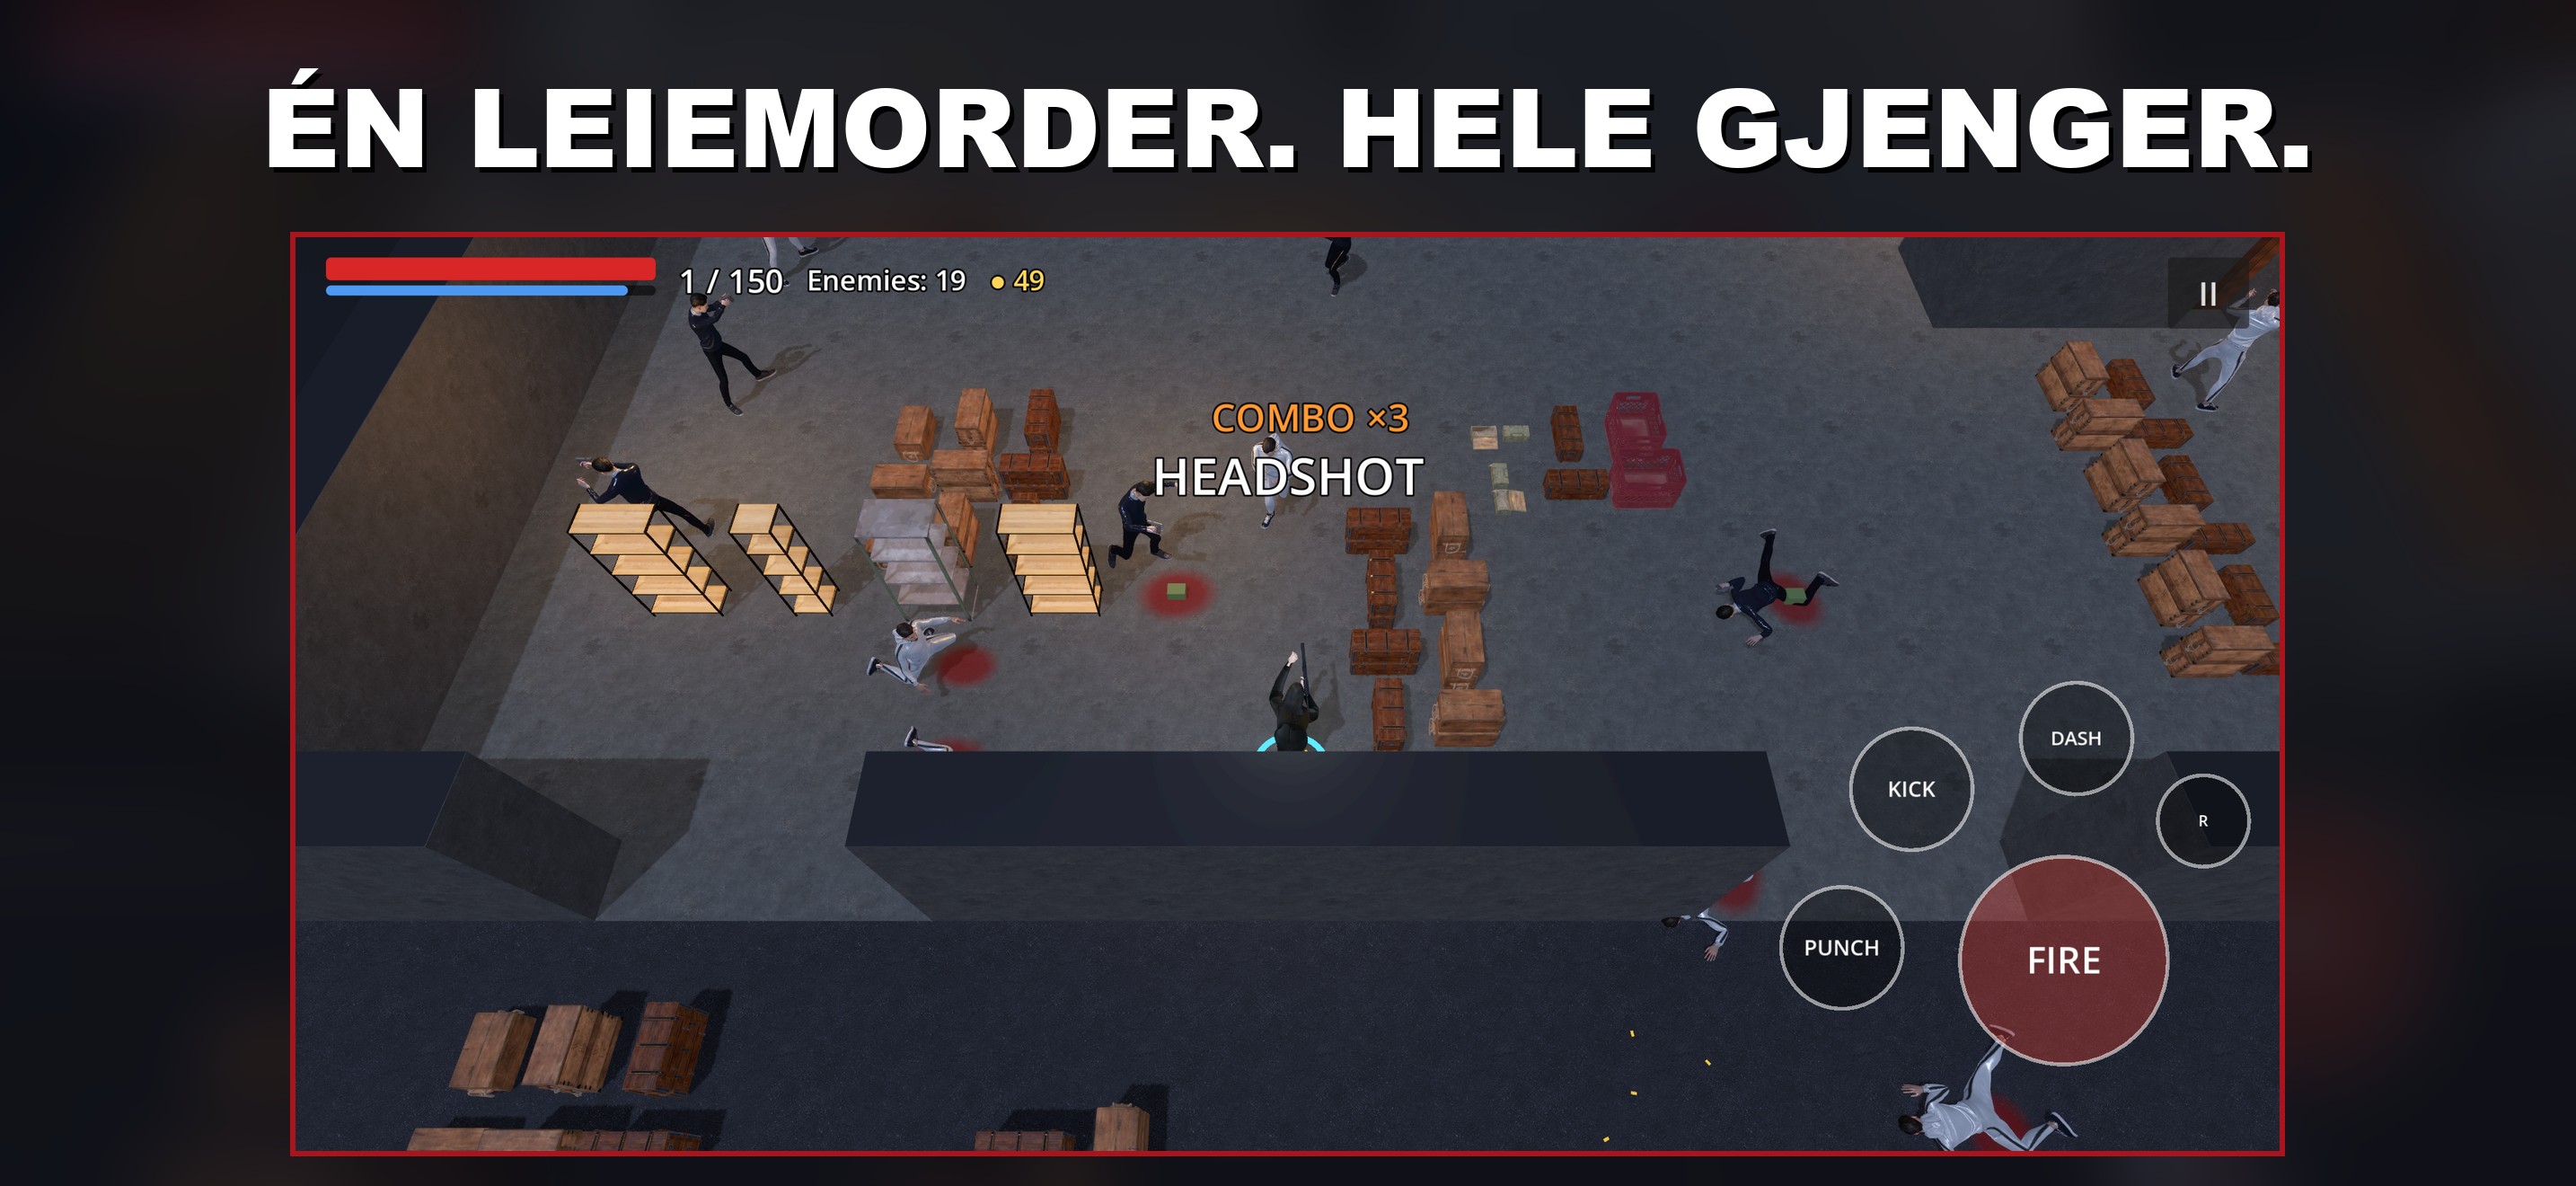 ÉN LEIEMORDER. HELE GJENGER.
1 / 150 Enemies: 19 49
COMBO ×3
HEADSHOT
DASH
KICK
R
PUNCH
FIRE